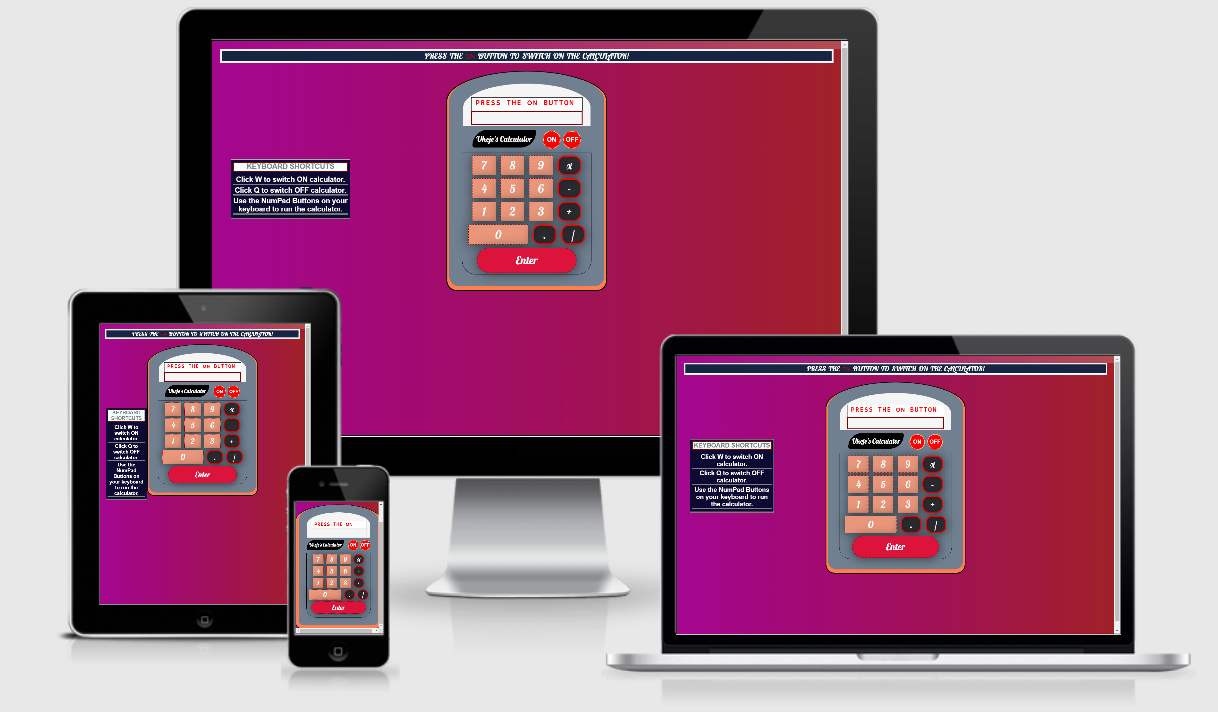 PRESS THE ON BUTTON TO SWITCH ON THE CALCULATOR!
PRESS THE ON BUTTON
Uheje's Calculator ON OFF
7 8 9 x
4 5 6 -
1 2 3 +
0 . /
Enter
KEYBOARD SHORTCUTS
Click W to switch ON calculator.
Click Q to switch OFF calculator.
Use the NumPad Buttons on your
keyboard to run the calculator.
PRESS THE ON BUTTON TO SWITCH ON THE CALCULATOR!
PRESS THE ON BUTTON
Uheje's Calculator ON OFF
7 8 9 x
4 5 6
1 2 3 +
0 . /
Enter
KEYBOARD
SHORTCUTS
Click W to
switch ON
calculator.
Click Q to
switch OFF
calculator.
Use the
NumPad
Buttons on
your keyboard
to run the
calculator.
PRESS THE ON
Uheje's Calculator ON OFF
7 8 9 x
4 5 6 -
1 2 3 +
0 . /
Enter
PRESS THE ON BUTTON TO SWITCH ON THE CALCULATOR!
PRESS THE ON BUTTON
Uheje's Calculator ON OFF
7 8 9 x
4 5 6 -
1 2 3 +
0 . /
Enter
KEYBOARD SHORTCUTS
Click W to switch ON
calculator.
Click Q to switch OFF
calculator.
Use the NumPad Buttons
on your keyboard to run
the calculator.